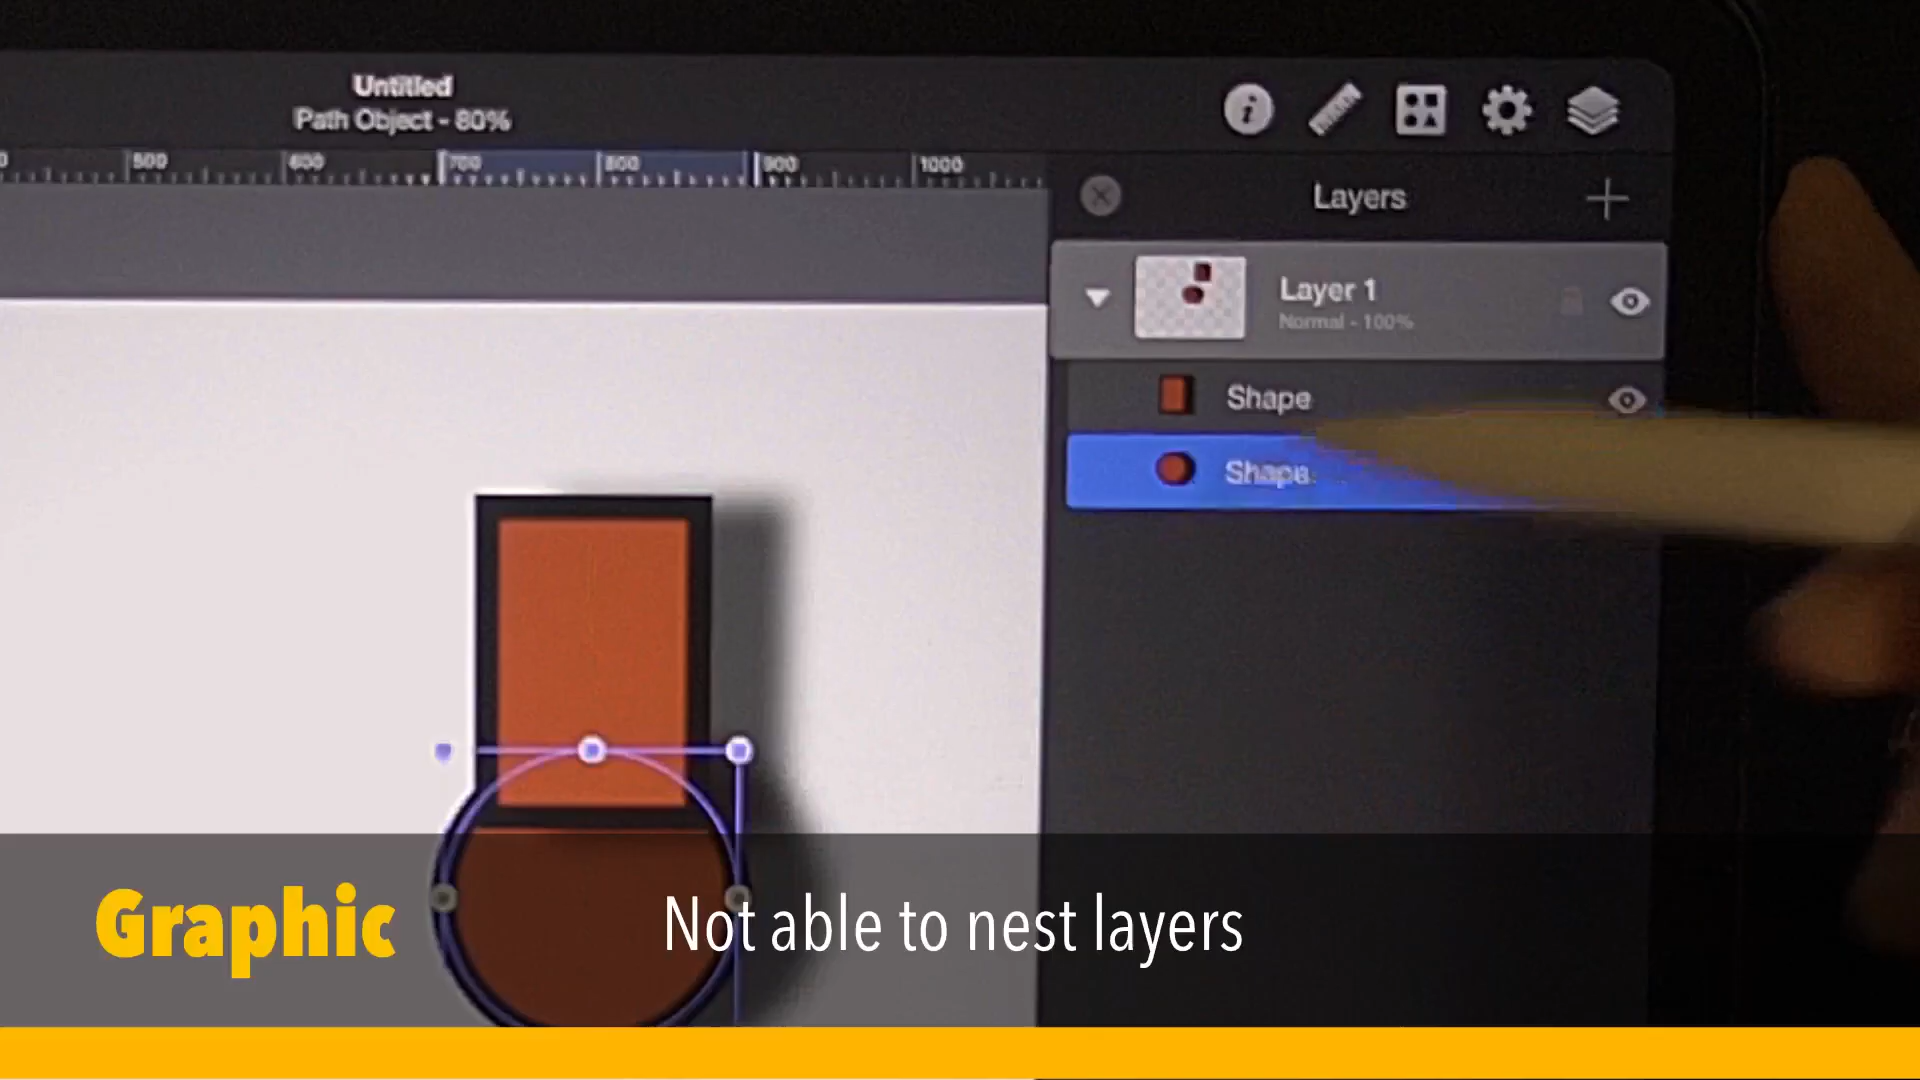 Untitled
Path Object - 80%
500 600 700 800 900 1000
Layers
Layer 1
Normal - 100%
Shape
Shape
Graphic
Not able to nest layers